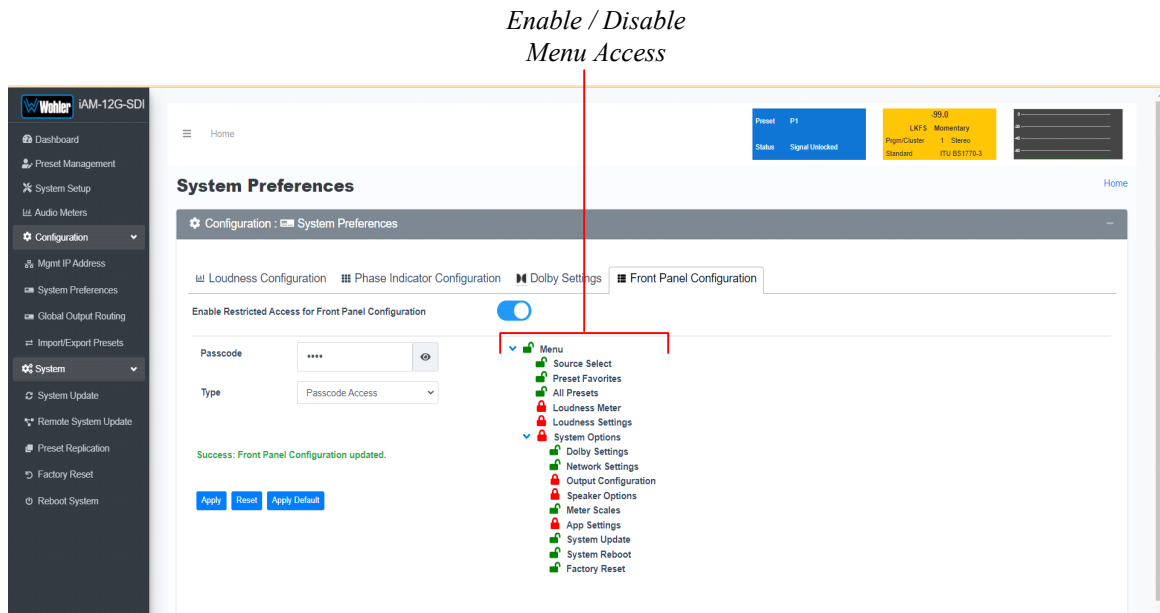 Enable / Disable
Menu Access
Wohler iAM-12G-SDI
Dashboard
Preset Management
System Setup
Audio Meters
Configuration
Mgmt IP Address
System Preferences
Global Output Routing
Import/Export Presets
System
System Update
Remote System Update
Preset Replication
Factory Reset
Reboot System
Home
Preset P1
Status Signal Unlocked
-99.0
LKFS Momentary
Prgm/Cluster 1 Stereo
Standard ITU BS1770-3
System Preferences
Home
Configuration : System Preferences
Loudness Configuration Phase Indicator Configuration Dolby Settings Front Panel Configuration
Enable Restricted Access for Front Panel Configuration
Passcode ••••
Type Passcode Access
Success: Front Panel Configuration updated.
Apply Reset Apply Default
Menu
Source Select
Preset Favorites
All Presets
Loudness Meter
Loudness Settings
System Options
Dolby Settings
Network Settings
Output Configuration
Speaker Options
Meter Scales
App Settings
System Update
System Reboot
Factory Reset